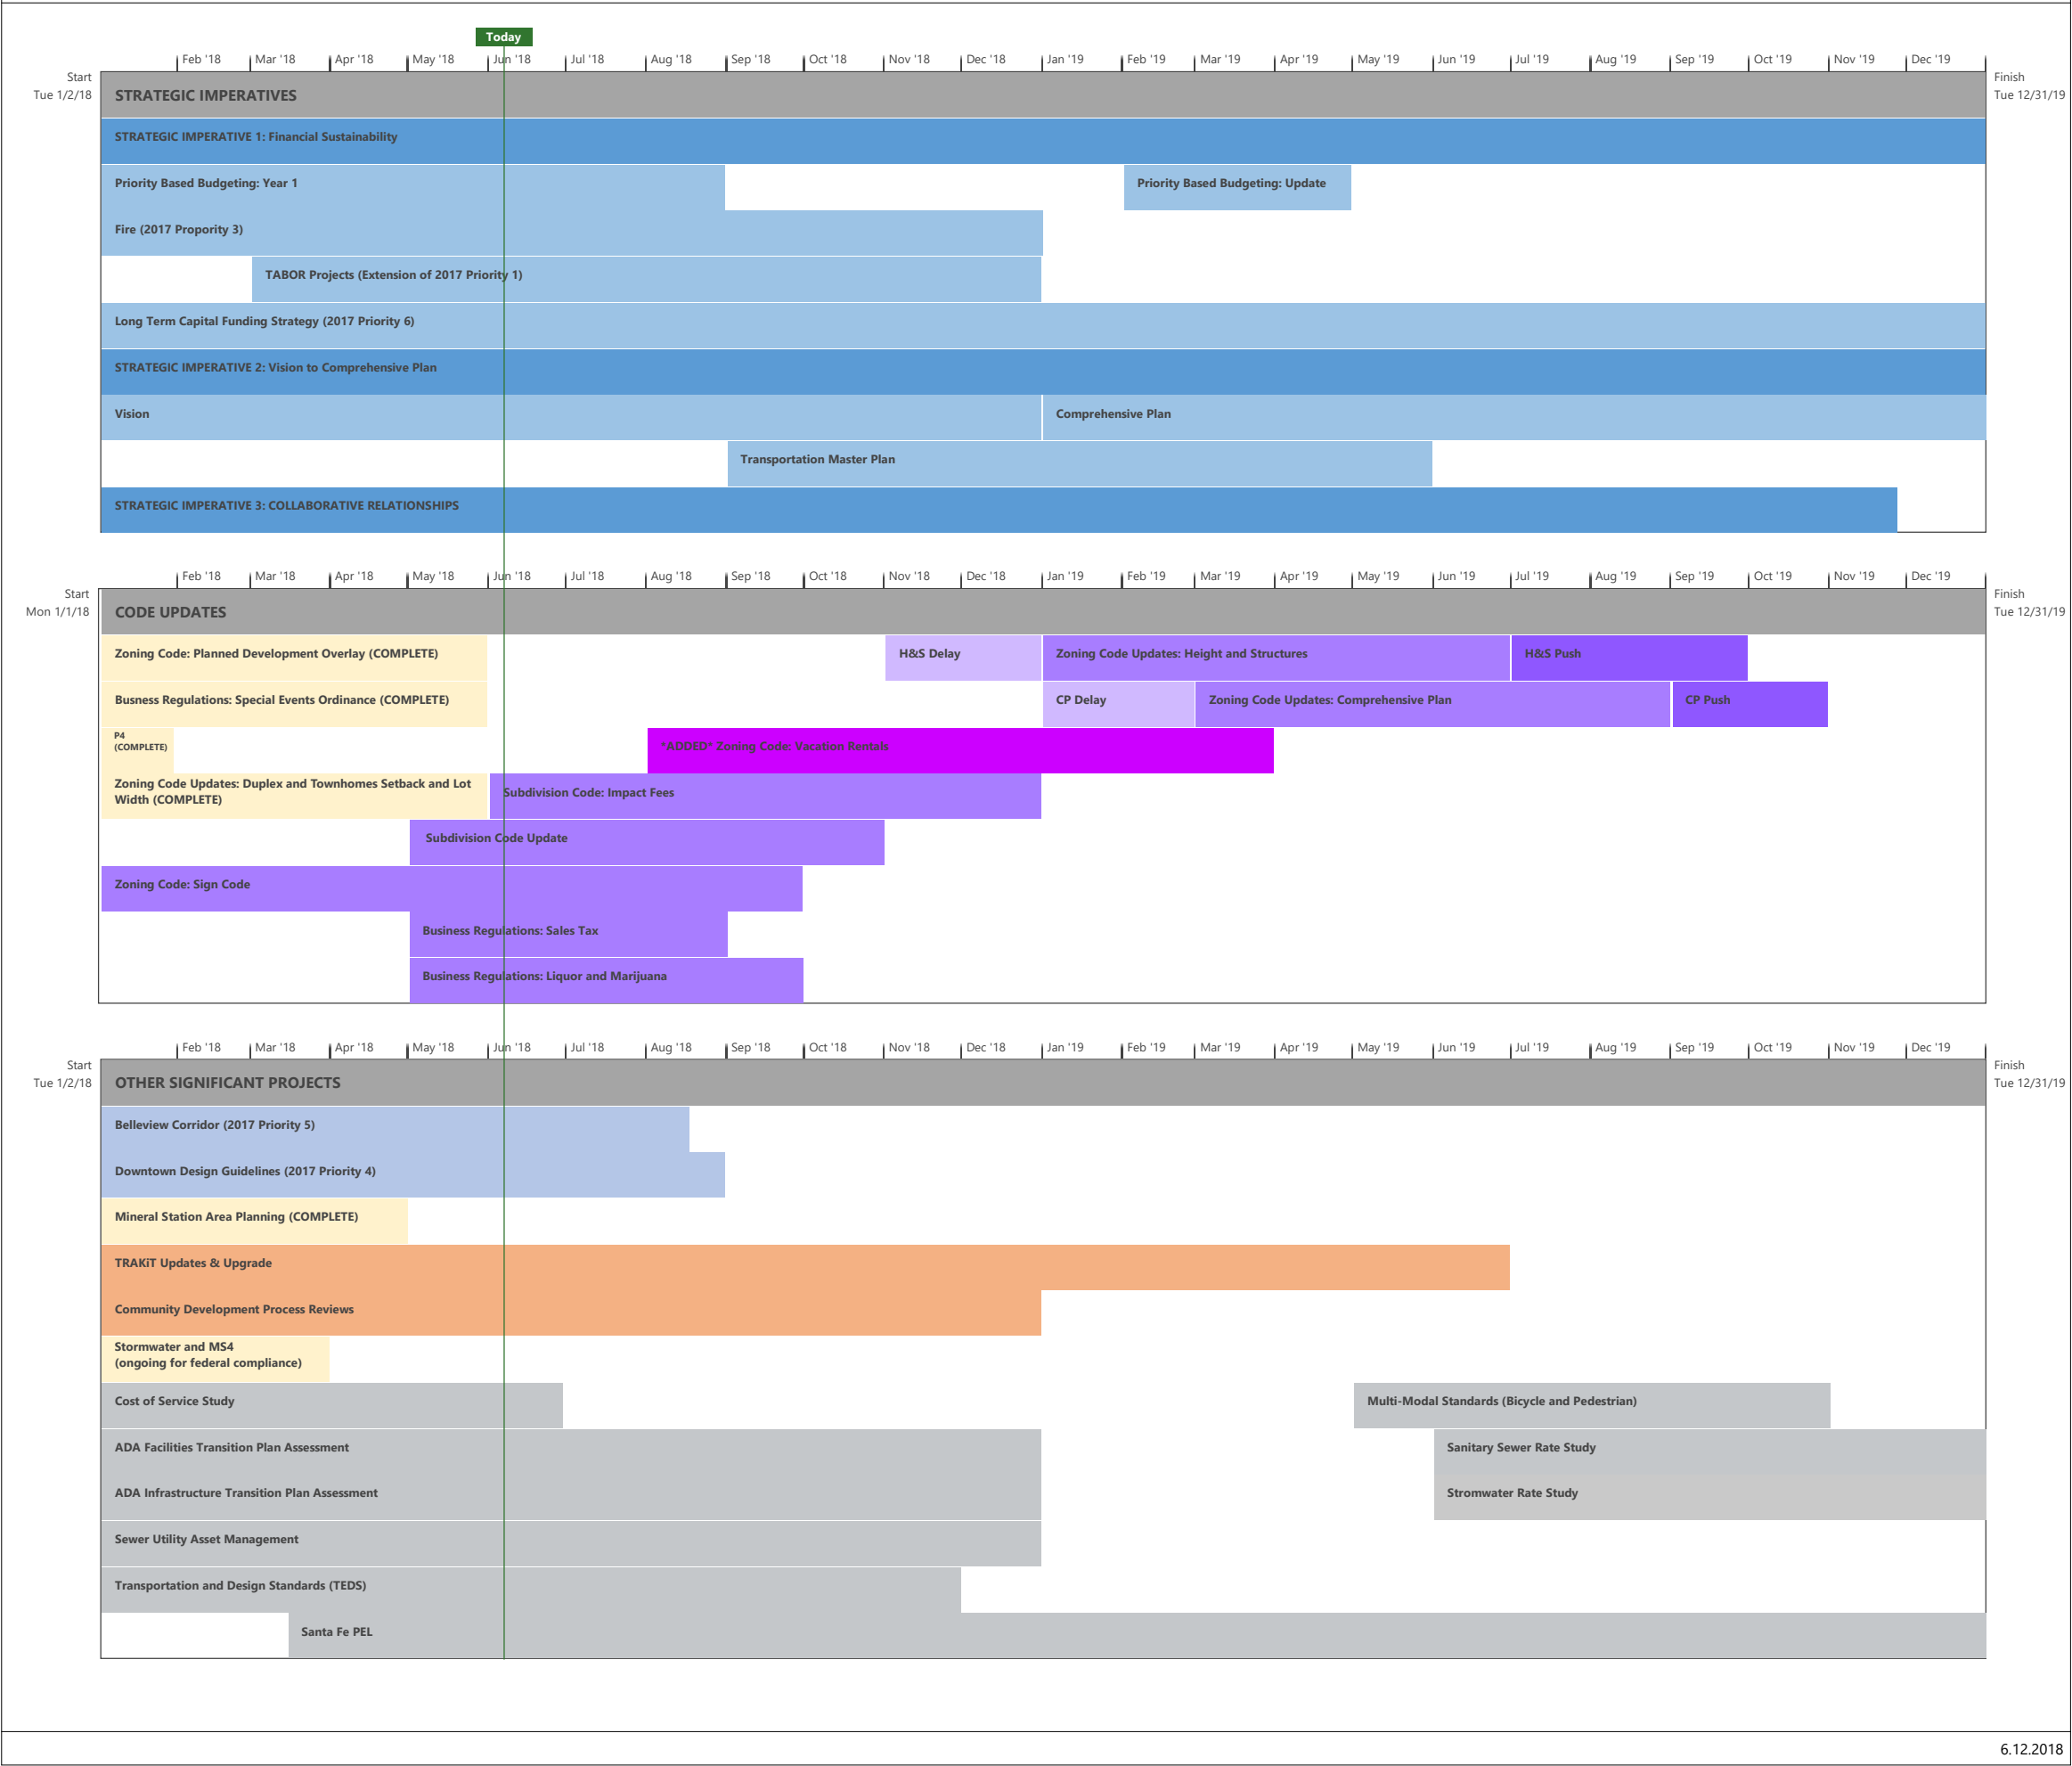 Today
Feb '18 Mar '18 Apr '18 May '18 Jun '18 Jul '18 Aug '18 Sep '18 Oct '18 Nov '18 Dec '18 Jan '19 Feb '19 Mar '19 Apr '19 May '19 Jun '19 Jul '19 Aug '19 Sep '19 Oct '19 Nov '19 Dec '19
Start
Tue 1/2/18
Finish
Tue 12/31/19
STRATEGIC IMPERATIVES
STRATEGIC IMPERATIVE 1: Financial Sustainability
Priority Based Budgeting: Year 1 Priority Based Budgeting: Update
Fire (2017 Propority 3)
TABOR Projects (Extension of 2017 Priority 1)
Long Term Capital Funding Strategy (2017 Priority 6)
STRATEGIC IMPERATIVE 2: Vision to Comprehensive Plan
Vision Comprehensive Plan
Transportation Master Plan
STRATEGIC IMPERATIVE 3: COLLABORATIVE RELATIONSHIPS
Feb '18 Mar '18 Apr '18 May '18 Jun '18 Jul '18 Aug '18 Sep '18 Oct '18 Nov '18 Dec '18 Jan '19 Feb '19 Mar '19 Apr '19 May '19 Jun '19 Jul '19 Aug '19 Sep '19 Oct '19 Nov '19 Dec '19
Start
Mon 1/1/18
Finish
Tue 12/31/19
CODE UPDATES
Zoning Code: Planned Development Overlay (COMPLETE) H&S Delay Zoning Code Updates: Height and Structures H&S Push
Busness Regulations: Special Events Ordinance (COMPLETE) CP Delay Zoning Code Updates: Comprehensive Plan CP Push
P4
(COMPLETE)
*ADDED* Zoning Code: Vacation Rentals
Zoning Code Updates: Duplex and Townhomes Setback and Lot
Width (COMPLETE)
Subdivision Code: Impact Fees
Subdivision Code Update
Zoning Code: Sign Code
Business Regulations: Sales Tax
Business Regulations: Liquor and Marijuana
Feb '18 Mar '18 Apr '18 May '18 Jun '18 Jul '18 Aug '18 Sep '18 Oct '18 Nov '18 Dec '18 Jan '19 Feb '19 Mar '19 Apr '19 May '19 Jun '19 Jul '19 Aug '19 Sep '19 Oct '19 Nov '19 Dec '19
Start
Tue 1/2/18
Finish
Tue 12/31/19
OTHER SIGNIFICANT PROJECTS
Belleview Corridor (2017 Priority 5)
Downtown Design Guidelines (2017 Priority 4)
Mineral Station Area Planning (COMPLETE)
TRAKiT Updates & Upgrade
Community Development Process Reviews
Stormwater and MS4
(ongoing for federal compliance)
Cost of Service Study Multi-Modal Standards (Bicycle and Pedestrian)
ADA Facilities Transition Plan Assessment Sanitary Sewer Rate Study
ADA Infrastructure Transition Plan Assessment Stromwater Rate Study
Sewer Utility Asset Management
Transportation and Design Standards (TEDS)
Santa Fe PEL
6.12.2018